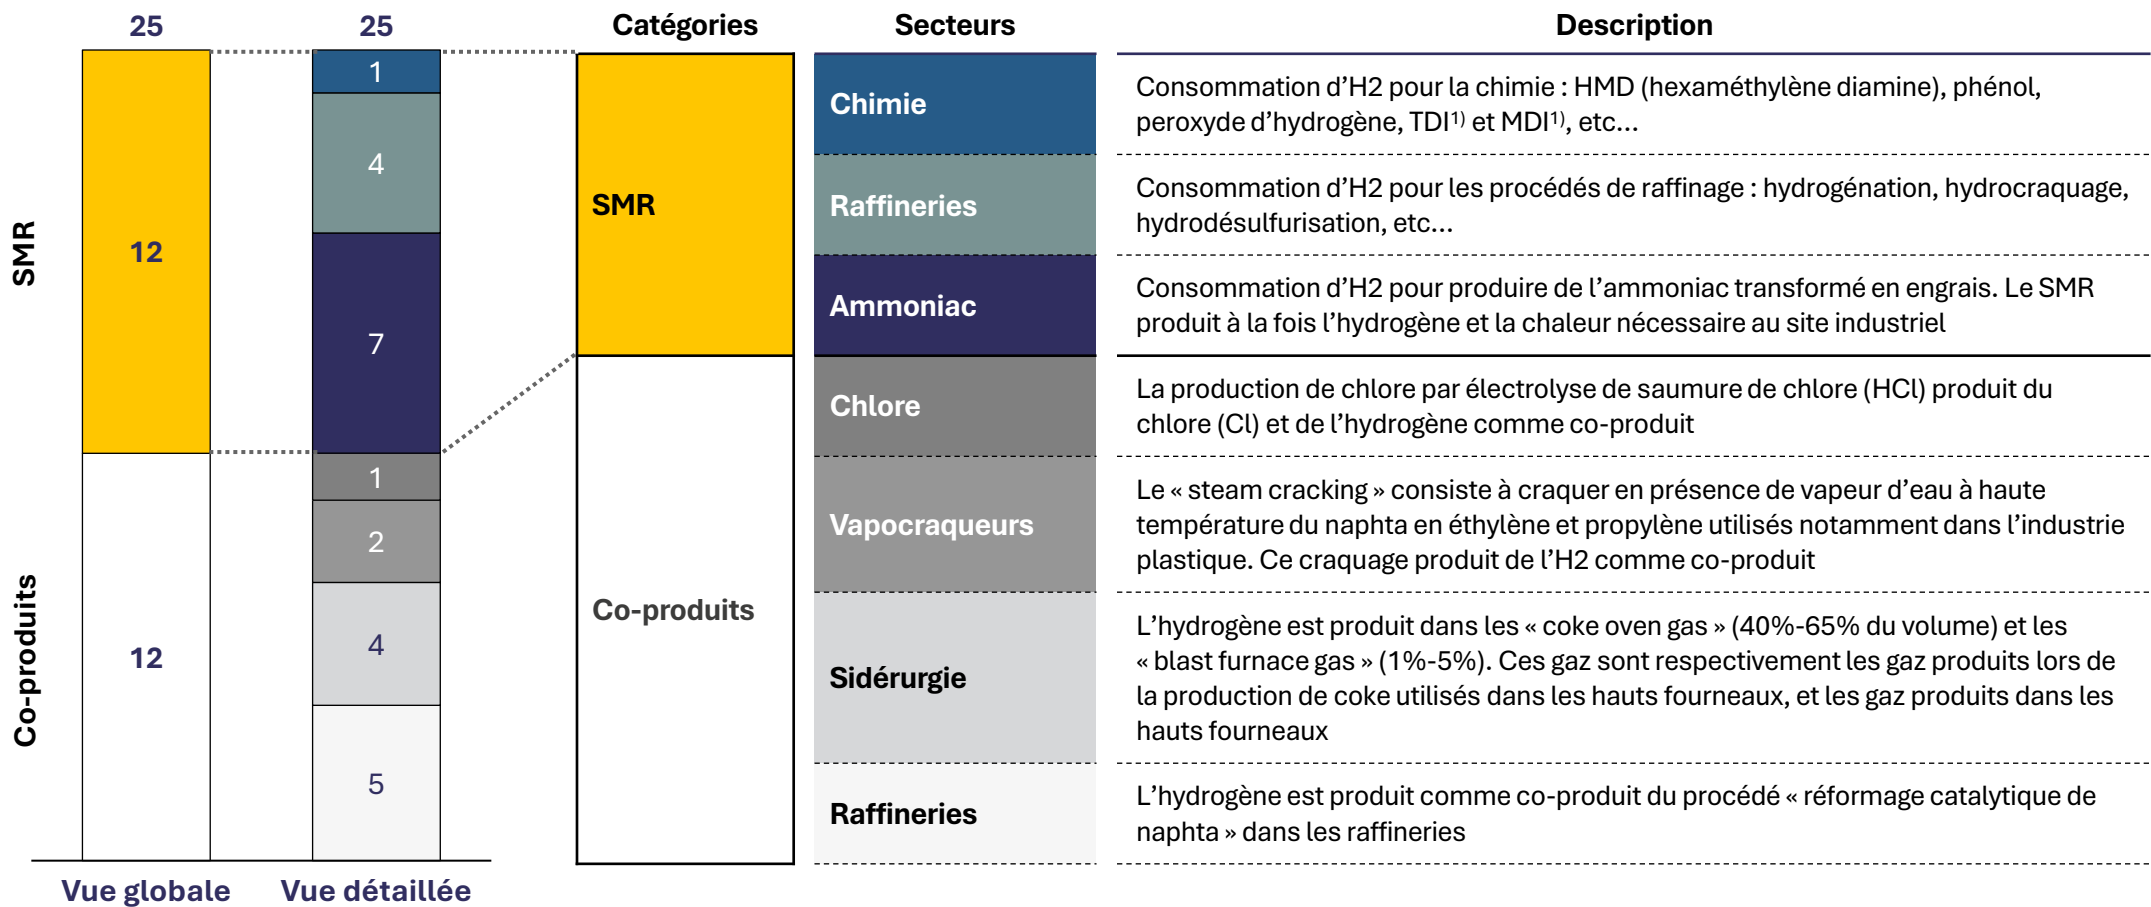 25
25
Catégories
Secteurs
Description
SMR
Co-produits
12
12
1
4
7
1
2
4
5
Vue globale
Vue détaillée
SMR
Co-produits
Chimie
Consommation d’H2 pour la chimie : HMD (hexaméthylène diamine), phénol,
peroxyde d’hydrogène, TDI¹⁾ et MDI¹⁾, etc...
Raffineries
Consommation d’H2 pour les procédés de raffinage : hydrogénation, hydrocraquage,
hydrodésulfurisation, etc...
Ammoniac
Consommation d’H2 pour produire de l’ammoniac transformé en engrais. Le SMR
produit à la fois l’hydrogène et la chaleur nécessaire au site industriel
Chlore
La production de chlore par électrolyse de saumure de chlore (HCl) produit du
chlore (Cl) et de l’hydrogène comme co-produit
Vapocraqueurs
Le « steam cracking » consiste à craquer en présence de vapeur d’eau à haute
température du naphta en éthylène et propylène utilisés notamment dans l’industrie
plastique. Ce craquage produit de l’H2 comme co-produit
Sidérurgie
L’hydrogène est produit dans les « coke oven gas » (40%-65% du volume) et les
« blast furnace gas » (1%-5%). Ces gaz sont respectivement les gaz produits lors de
la production de coke utilisés dans les hauts fourneaux, et les gaz produits dans les
hauts fourneaux
Raffineries
L’hydrogène est produit comme co-produit du procédé « réformage catalytique de
naphta » dans les raffineries